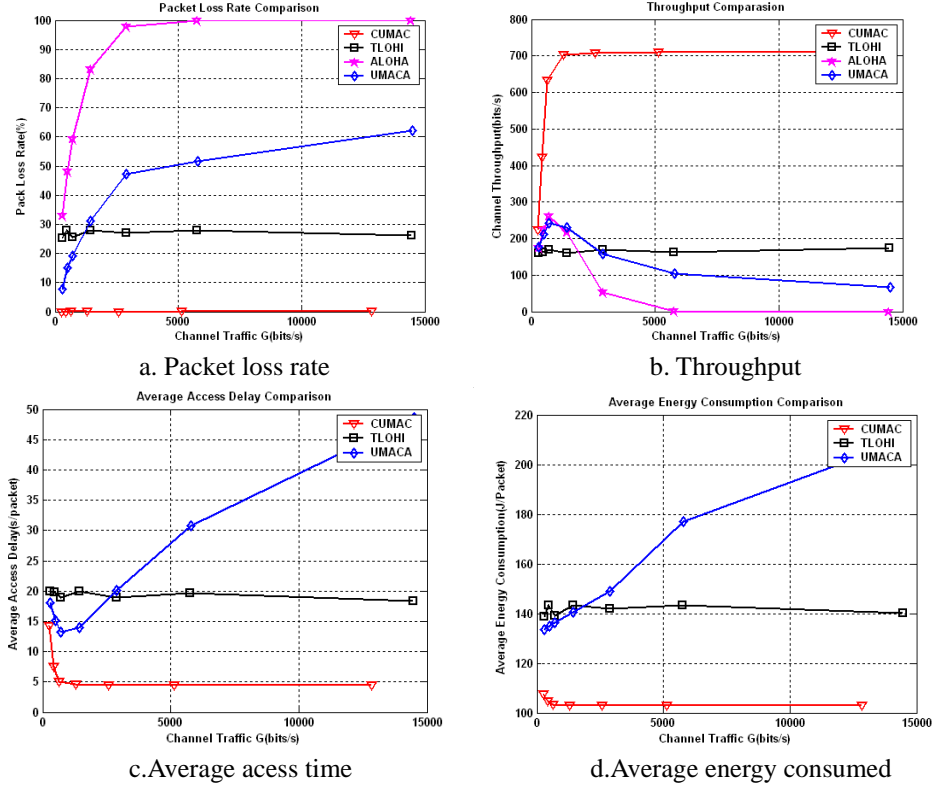 Packet Loss Rate Comparison
Pack Loss Rate(%)
100
90
80
70
60
50
40
30
20
10
0
0 5000 10000 15000
Channel Traffic G(bits/s)
CUMAC
TLOHI
ALOHA
UMACA
a. Packet loss rate
Throughput Comparasion
Channel Throughput(bits/s)
800
700
600
500
400
300
200
100
0
0 5000 10000 15000
Channel Traffic G(bits/s)
CUMAC
TLOHI
ALOHA
UMACA
b. Throughput
Average Access Delay Comparison
Average Access Delay(s/packet)
50
45
40
35
30
25
20
15
10
5
0
0 5000 10000 15000
Channel Traffic G(bits/s)
CUMAC
TLOHI
UMACA
c.Average acess time
Average Energy Consumption Comparison
Average Energy Consumption(J/Packet)
220
200
180
160
140
120
100
0 5000 10000 15000
Channel Traffic G(bits/s)
CUMAC
TLOHI
UMACA
d.Average energy consumed